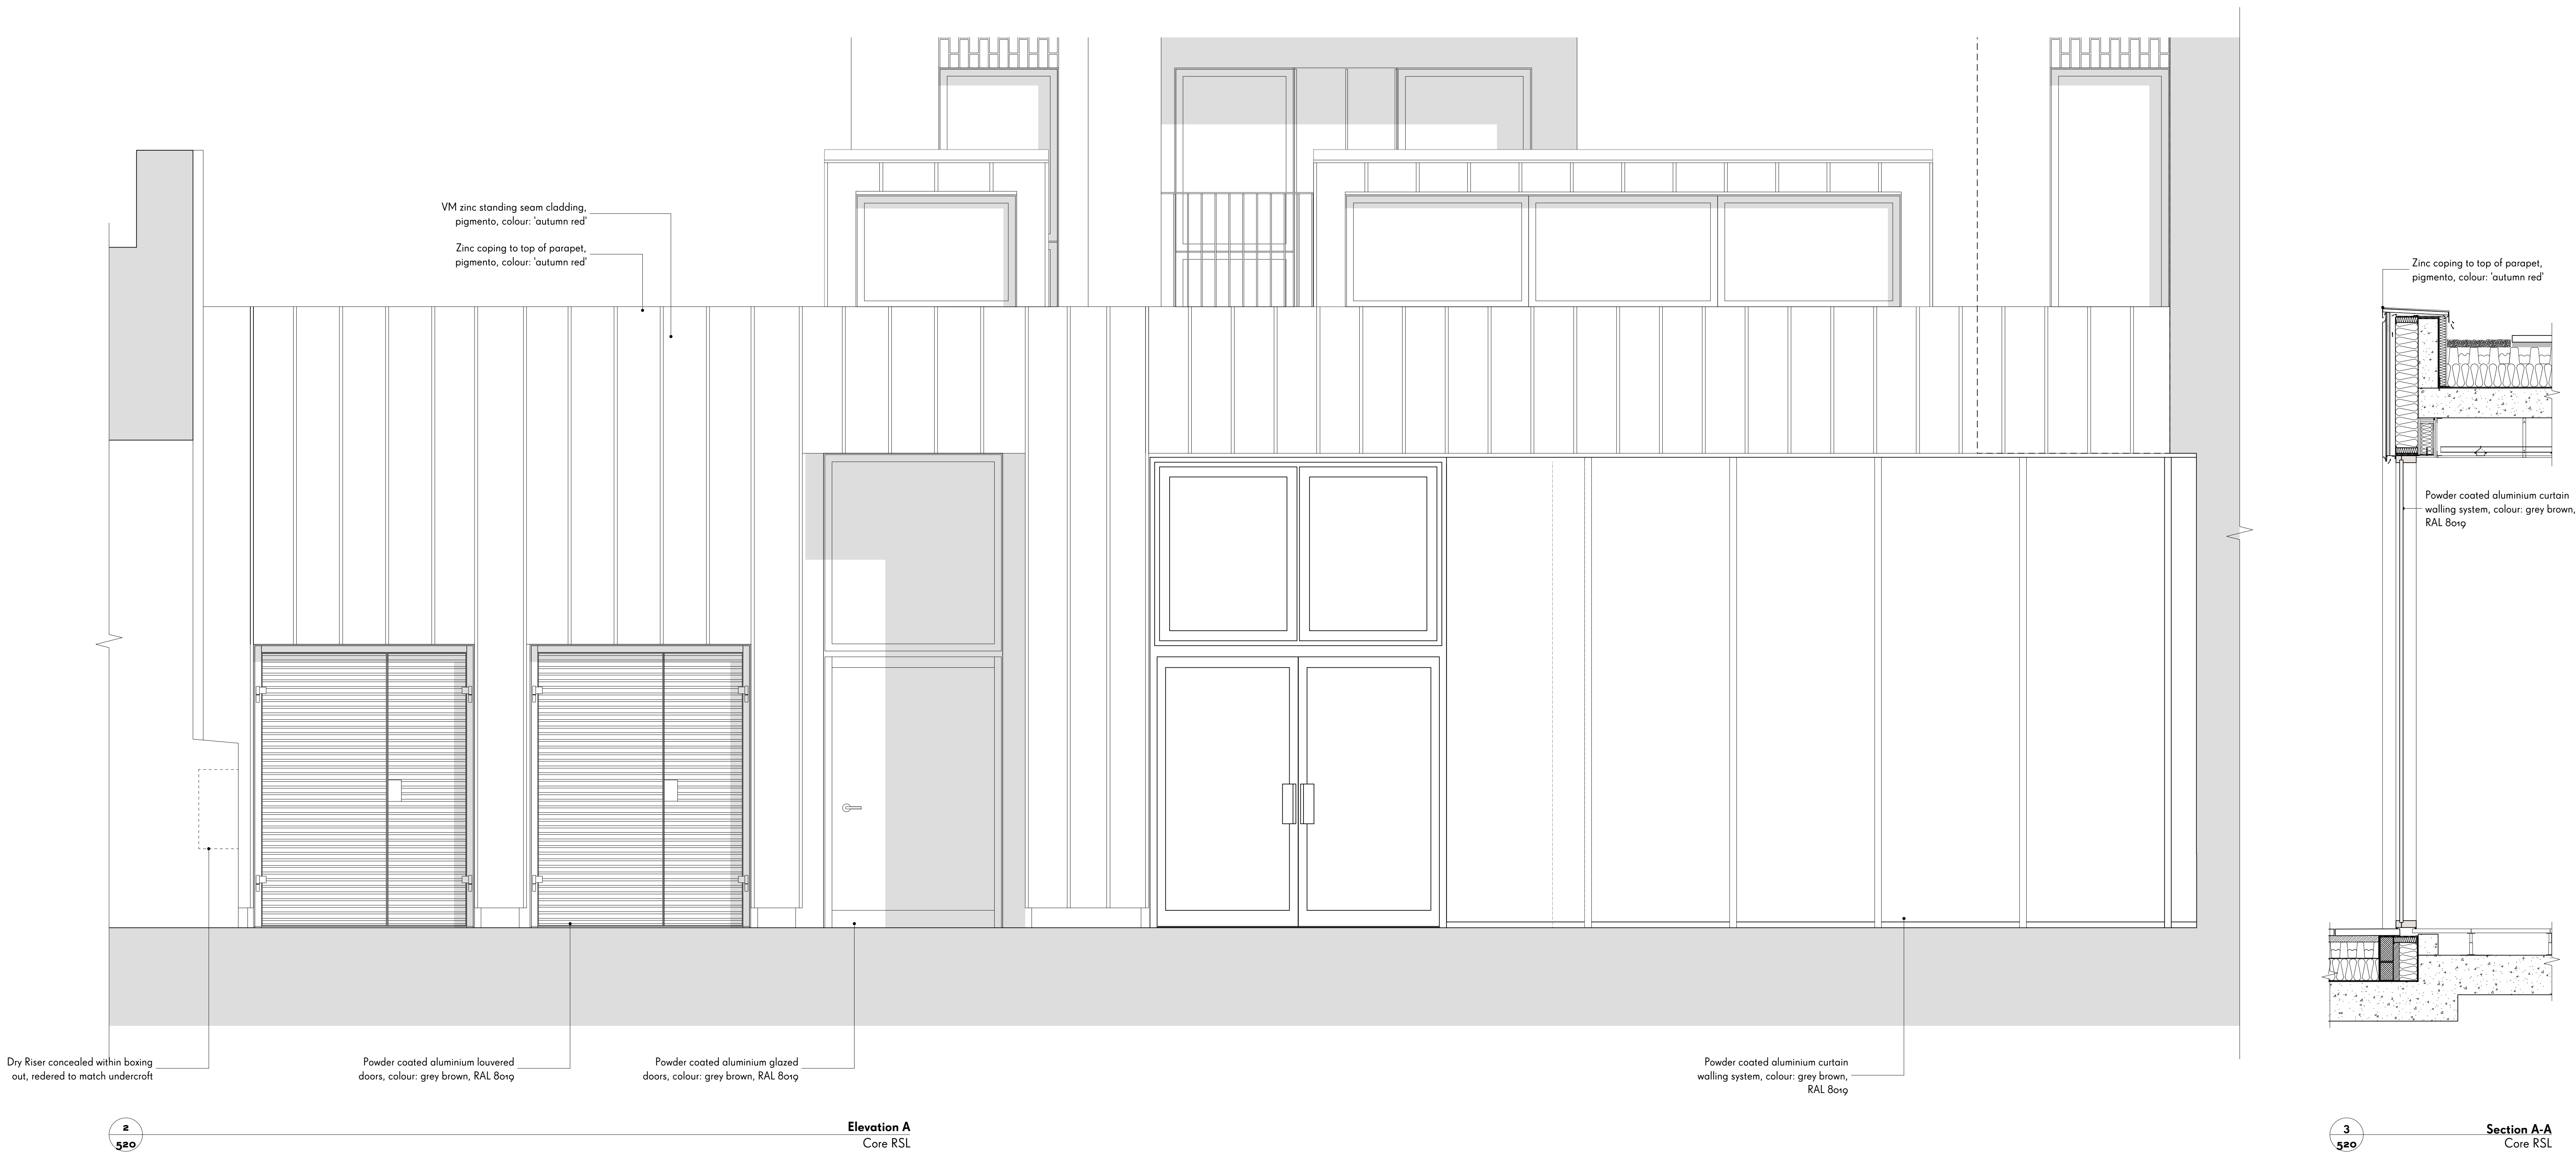 VM zinc standing seam cladding,
pigmento, colour: 'autumn red'
Zinc coping to top of parapet,
pigmento, colour: 'autumn red'
Zinc coping to top of parapet,
pigmento, colour: 'autumn red'
Powder coated aluminium curtain
walling system, colour: grey brown,
RAL 8019
Dry Riser concealed within boxing
out, redered to match undercroft
Powder coated aluminium louvered
doors, colour: grey brown, RAL 8019
Powder coated aluminium glazed
doors, colour: grey brown, RAL 8019
Powder coated aluminium curtain
walling system, colour: grey brown,
RAL 8019
2
520
Elevation A
Core RSL
3
520
Section A-A
Core RSL